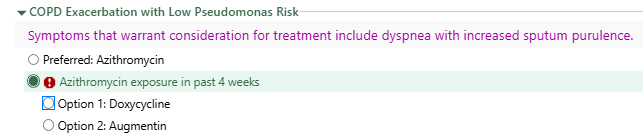 COPD Exacerbation with Low Pseudomonas Risk
Symptoms that warrant consideration for treatment include dyspnea with increased sputum purulence.
Preferred: Azithromycin
Azithromycin exposure in past 4 weeks
Option 1: Doxycycline
Option 2: Augmentin